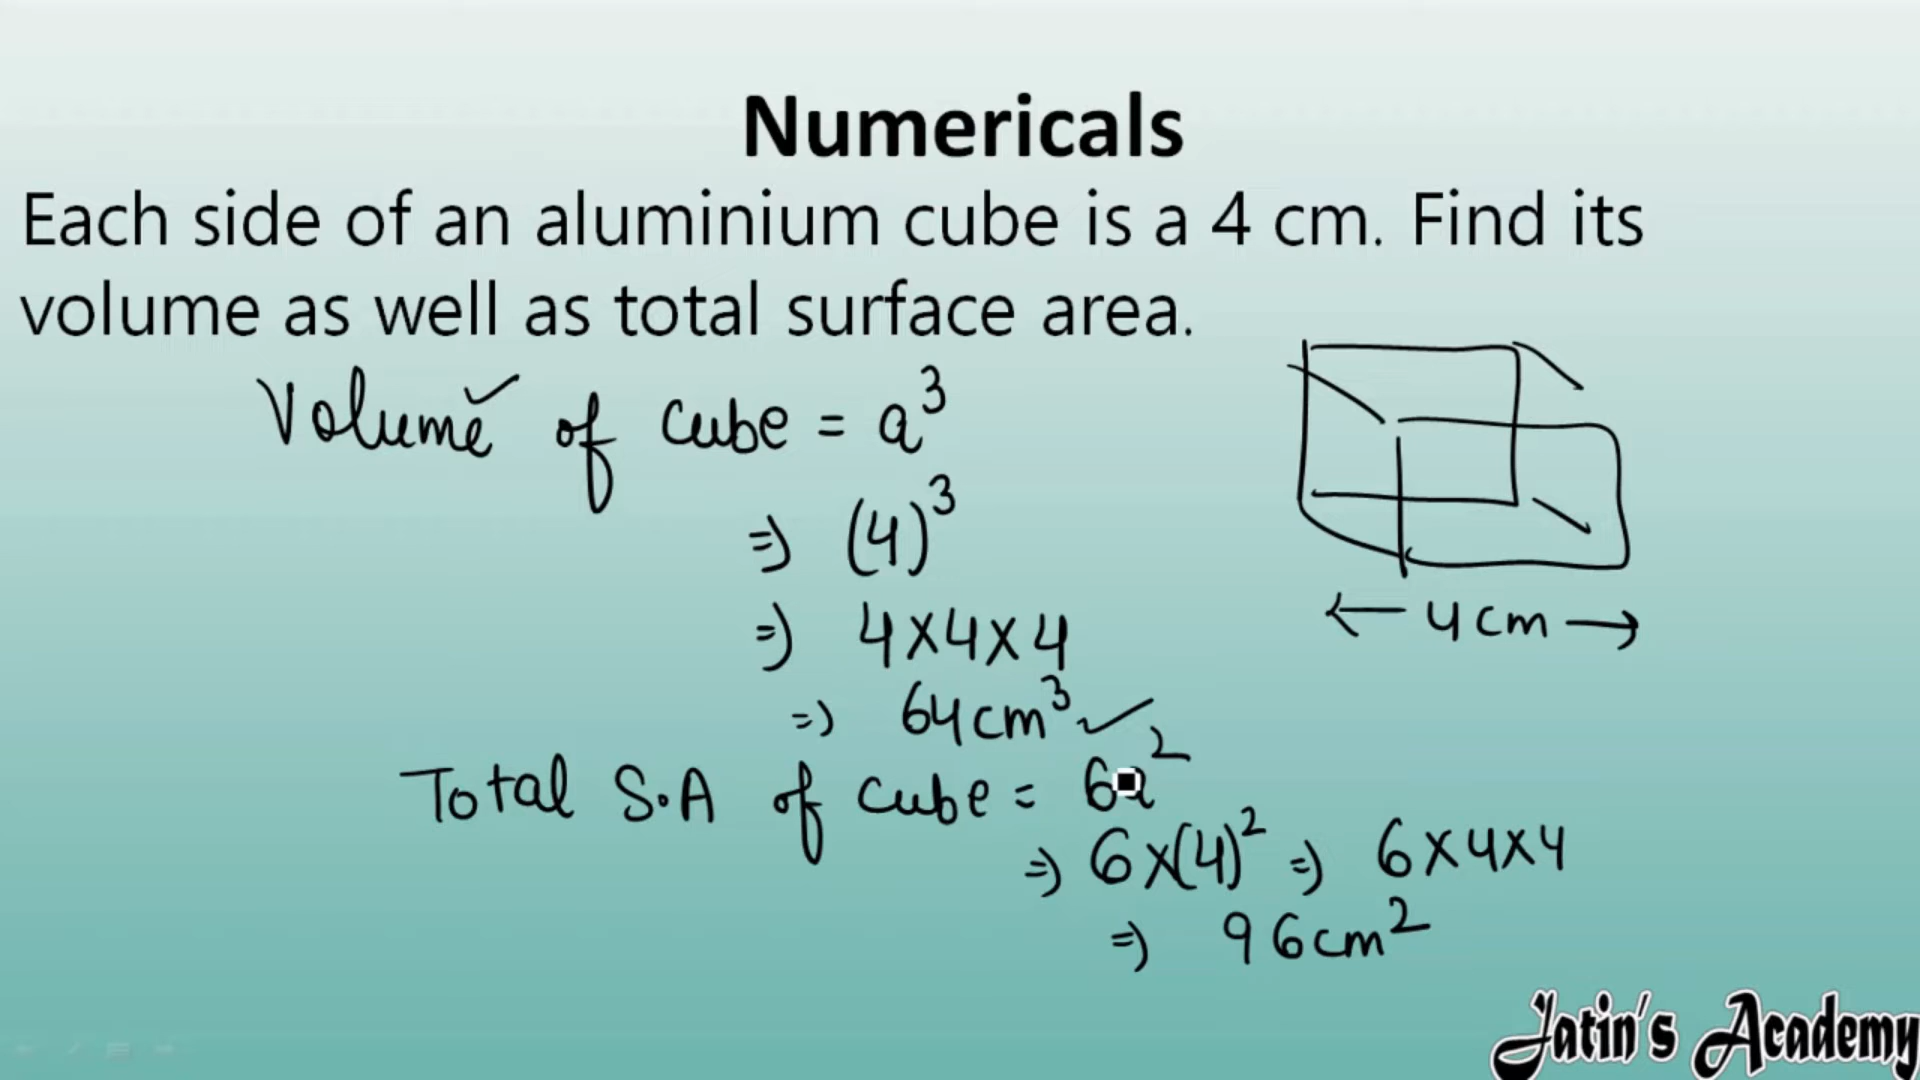 Numericals
Each side of an aluminium cube is a 4 cm. Find its
volume as well as total surface area.
Volume of cube = a³
⇒ (4)³
⇒ 4×4×4
⇒ 64cm³ ✓
← 4cm →
Total S.A of cube = 6a²
⇒ 6×(4)² ⇒ 6×4×4
⇒ 96cm²
Jatin's Academy